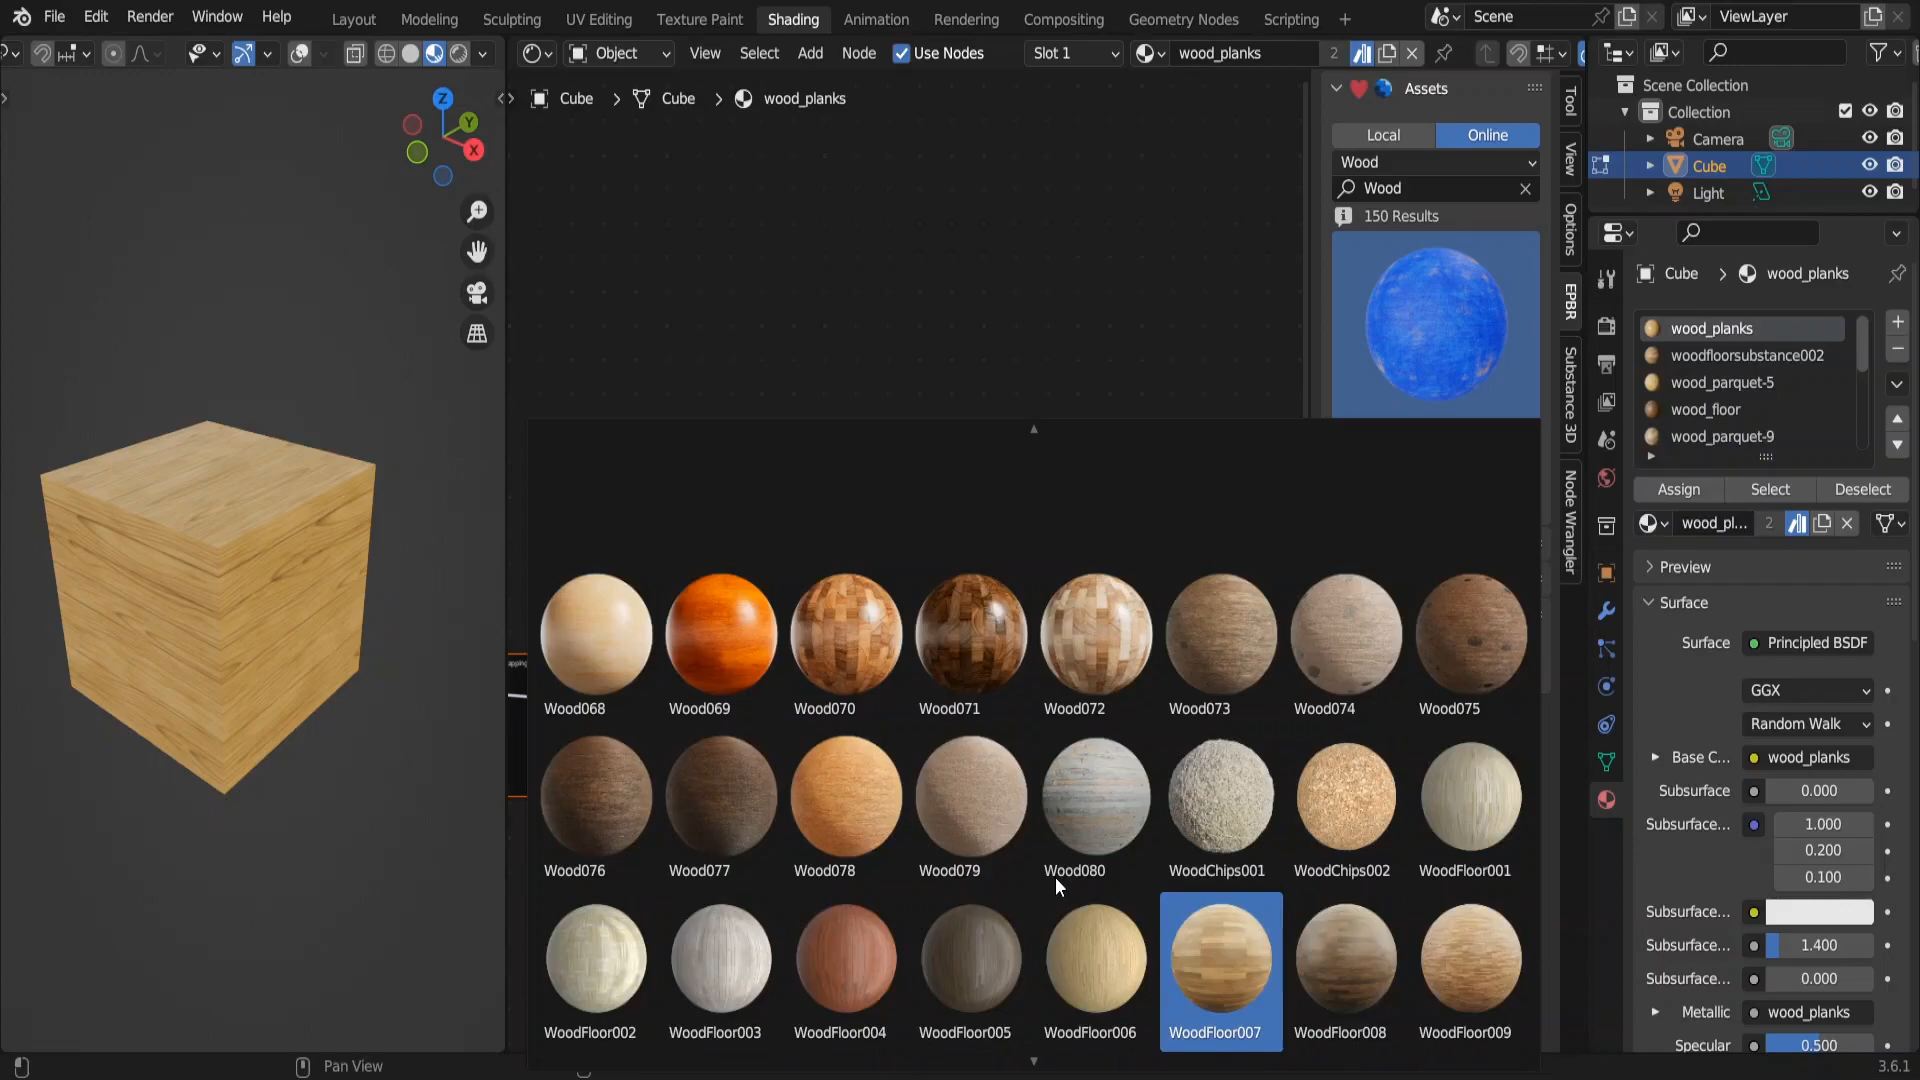 File Edit Render Window Help Layout Modeling Sculpting UV Editing Texture Paint Shading Animation Rendering Compositing Geometry Nodes Scripting + Scene ViewLayer
Object View Select Add Node Use Nodes Slot 1 wood_planks 2
Cube > Cube > wood_planks
Z
Y
X
Assets
Local Online
Wood
Wood
150 Results
Tool
View
Options
EPBR
Substance 3D
Node Wrangler
Scene Collection
Collection
Camera
Cube
Light
Cube > wood_planks
wood_planks
woodfloorsubstance002
wood_parquet-5
wood_floor
wood_parquet-9
Assign Select Deselect
wood_pl... 2
Preview
Surface
Surface Principled BSDF
GGX
Random Walk
Base C... wood_planks
Subsurface 0.000
Subsurface... 1.000
0.200
0.100
Subsurface...
Subsurface... 1.400
Subsurface... 0.000
Metallic wood_planks
Specular 0.500
apping
Wood068 Wood069 Wood070 Wood071 Wood072 Wood073 Wood074 Wood075
Wood076 Wood077 Wood078 Wood079 Wood080 WoodChips001 WoodChips002 WoodFloor001
WoodFloor002 WoodFloor003 WoodFloor004 WoodFloor005 WoodFloor006 WoodFloor007 WoodFloor008 WoodFloor009
Pan View
3.6.1